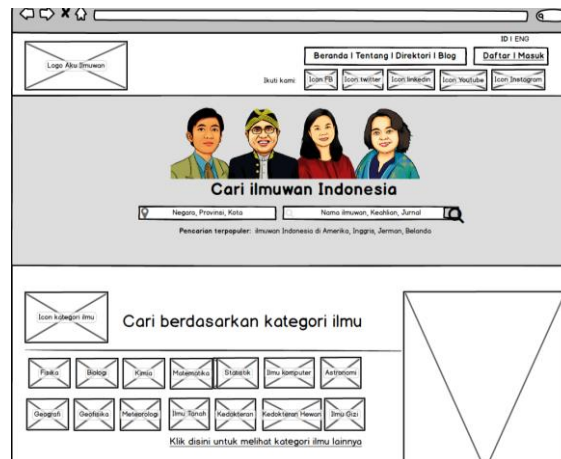 ID | ENG
Logo Aku Ilmuwan
Beranda | Tentang | Direktori | Blog
Daftar | Masuk
Ikuti kami:
Icon FB
Icon twitter
Icon linkedin
Icon Youtube
Icon Instagram
Cari ilmuwan Indonesia
Negara, Provinsi, Kota
Nama ilmuwan, Keahlian, Jurnal
Pencarian terpopuler: ilmuwan Indonesia di Amerika, Inggris, Jerman, Belanda
Icon kategori ilmu
Cari berdasarkan kategori ilmu
Fisika
Biologi
Kimia
Matematika
Statistik
Ilmu komputer
Astronomi
Geografi
Geofisika
Meteorologi
Ilmu Tanah
Kedokteran
Kedokteran Hewan
Ilmu Gizi
Klik disini untuk melihat kategori ilmu lainnya